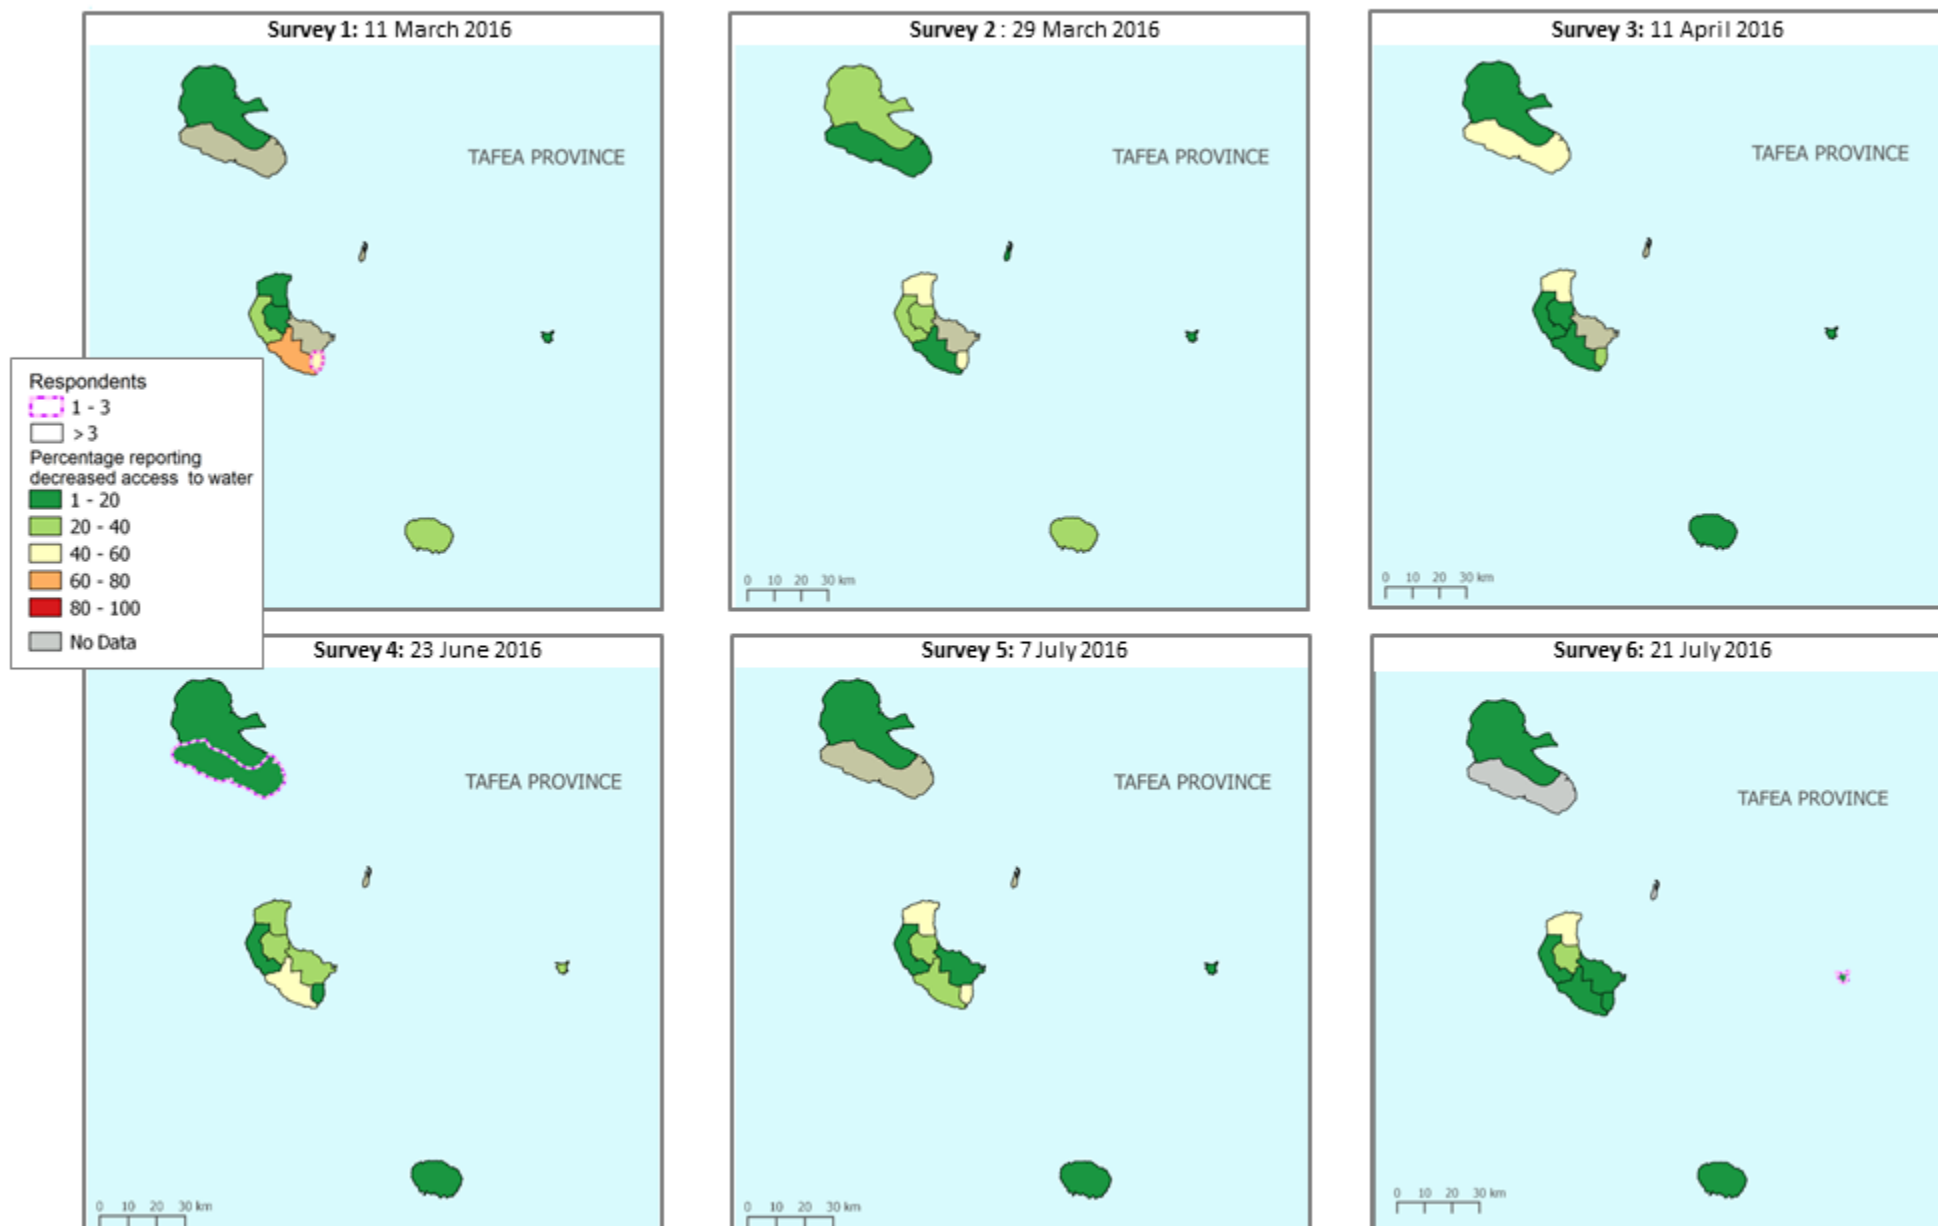 Survey 1: 11 March 2016
TAFEA PROVINCE
Survey 2 : 29 March 2016
TAFEA PROVINCE
0 10 20 30 km
Survey 3: 11 April 2016
TAFEA PROVINCE
0 10 20 30 km
Respondents
1 - 3
> 3
Percentage reporting
decreased access to water
1 - 20
20 - 40
40 - 60
60 - 80
80 - 100
No Data
Survey 4: 23 June 2016
TAFEA PROVINCE
0 10 20 30 km
Survey 5: 7 July 2016
TAFEA PROVINCE
0 10 20 30 km
Survey 6: 21 July 2016
TAFEA PROVINCE
0 10 20 30 km